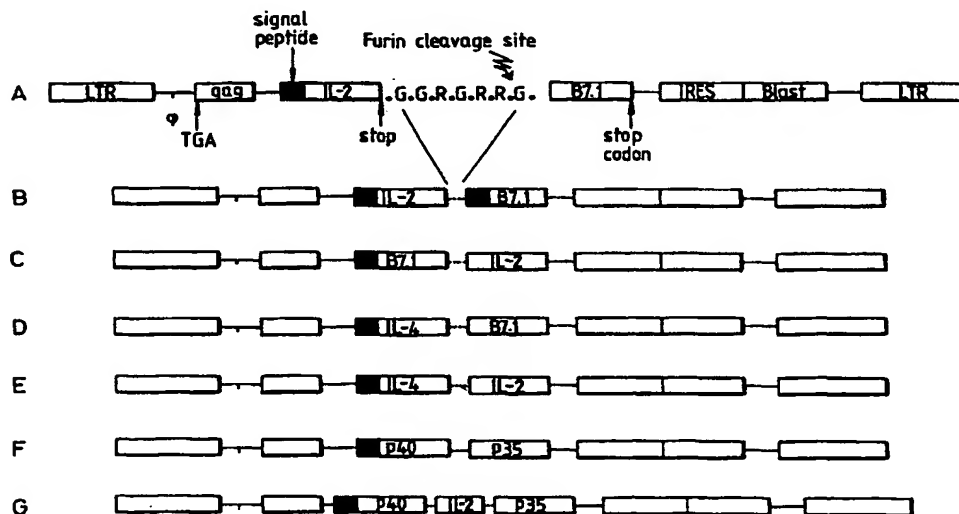 signal
peptide
Furin cleavage site
A LTR gag IL-2 .G.G.R.G.R.R.G. B7.1 IRES Blast LTR
φ
TGA
stop
stop
codon
B IL-2 B7.1
C B7.1 IL-2
D IL-4 B7.1
E IL-4 IL-2
F p40 p35
G p40 IL-2 p35